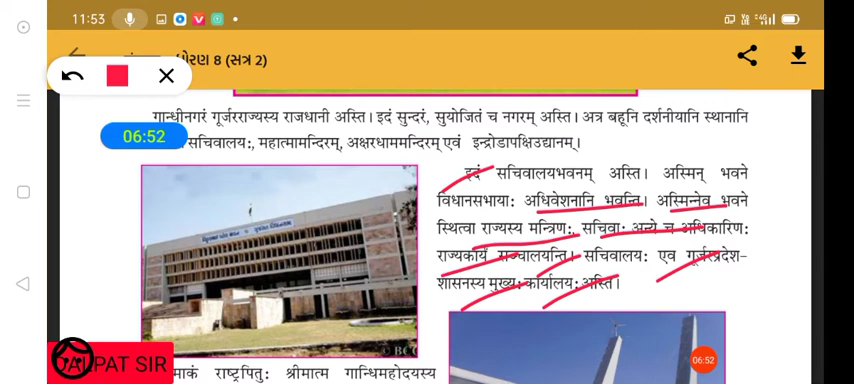 11:53
ધોરણ 8 (સત્ર 2)
गान्धीनगरं गूर्जरराज्यस्य राजधानी अस्ति। इदं सुन्दरं, सुयोजितं च नगरम् अस्ति। अत्र बहूनि दर्शनीयानि स्थानानि
06:52
सचिवालयः, महात्मामन्दिरम्, अक्षरधाममन्दिरम् एवं इन्द्रोडापक्षिउद्यानम्।
इदं सचिवालयभवनम् अस्ति। अस्मिन् भवने
विधानसभायाः अधिवेशनानि भवन्ति। अस्मिन्नेव भवने
स्थित्वा राज्यस्य मन्त्रिणः, सचिवाः अन्ये च अधिकारिणः
राज्यकार्यं सञ्चालयन्ति। सचिवालयः एव गूर्जरप्रदेश-
शासनस्य मुख्यः कार्यालयः अस्ति।
© BCC
06:52
DALPAT SIR
राष्ट्रपितुः श्रीमात्म गान्धिमहोदयस्य